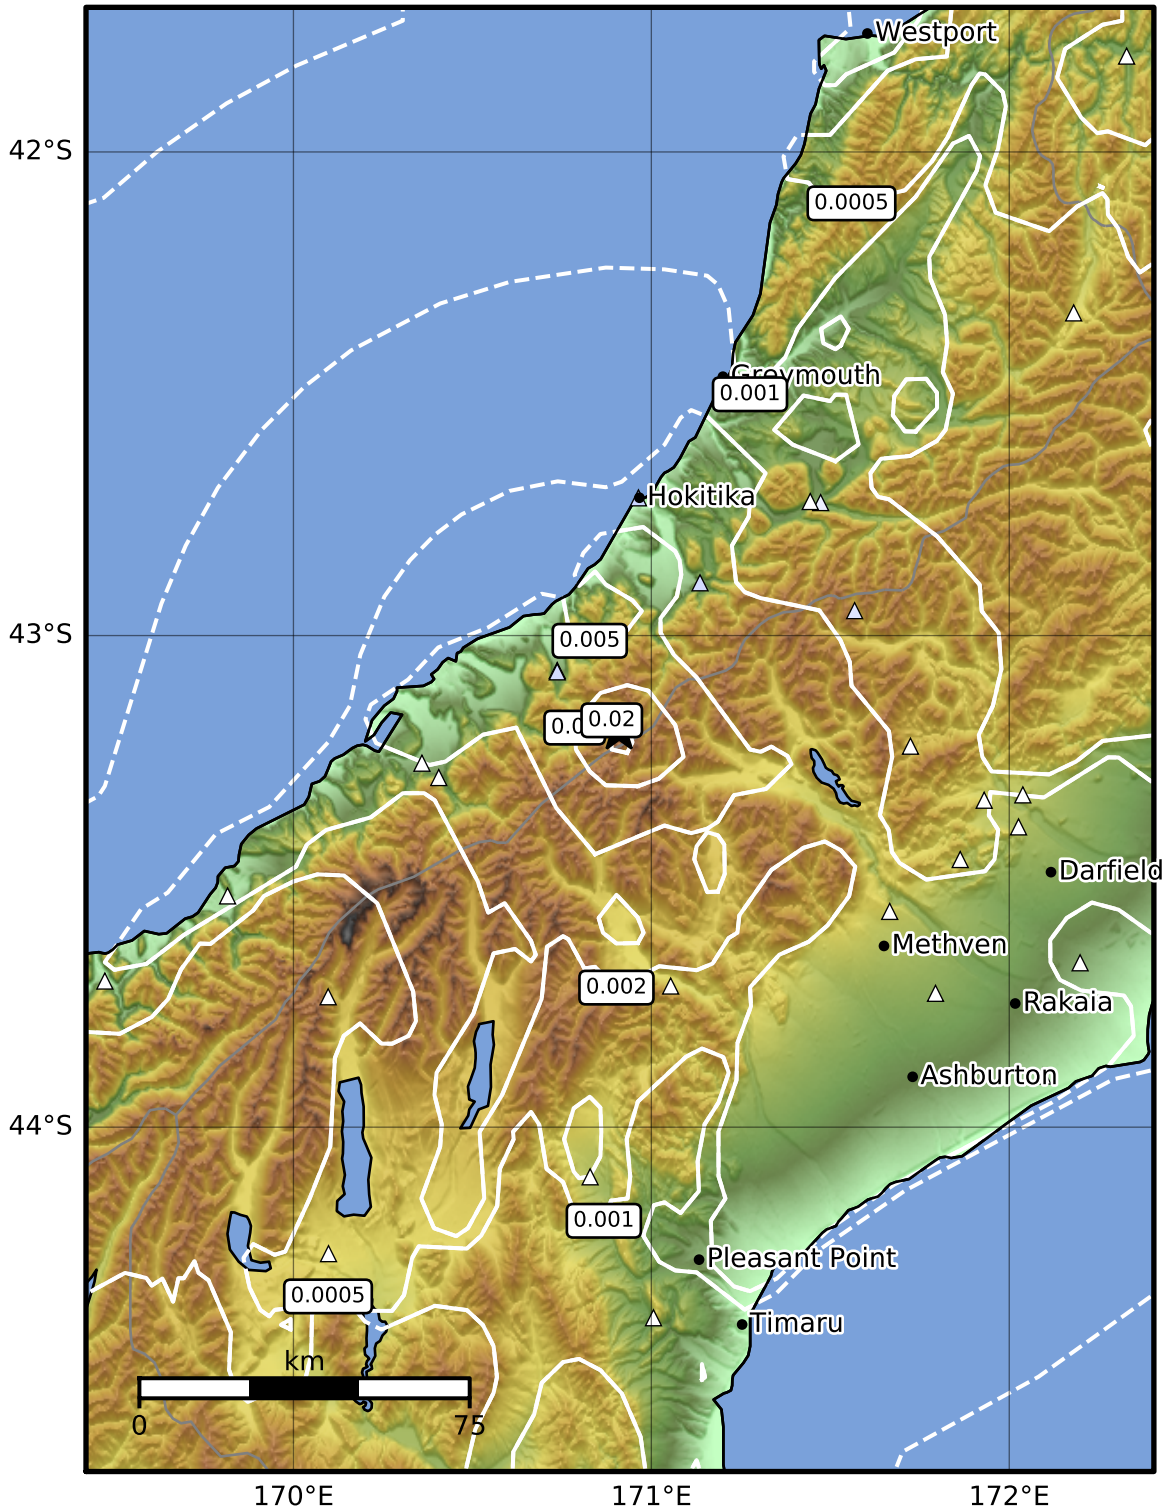 Westport
42°S
0.0005
Greymouth
0.001
Hokitika
43°S
0.005
0.02
Darfield
Methven
0.002
Rakaia
Ashburton
44°S
0.001
Pleasant Point
0.0005
Timaru
km
0 75
170°E 171°E 172°E